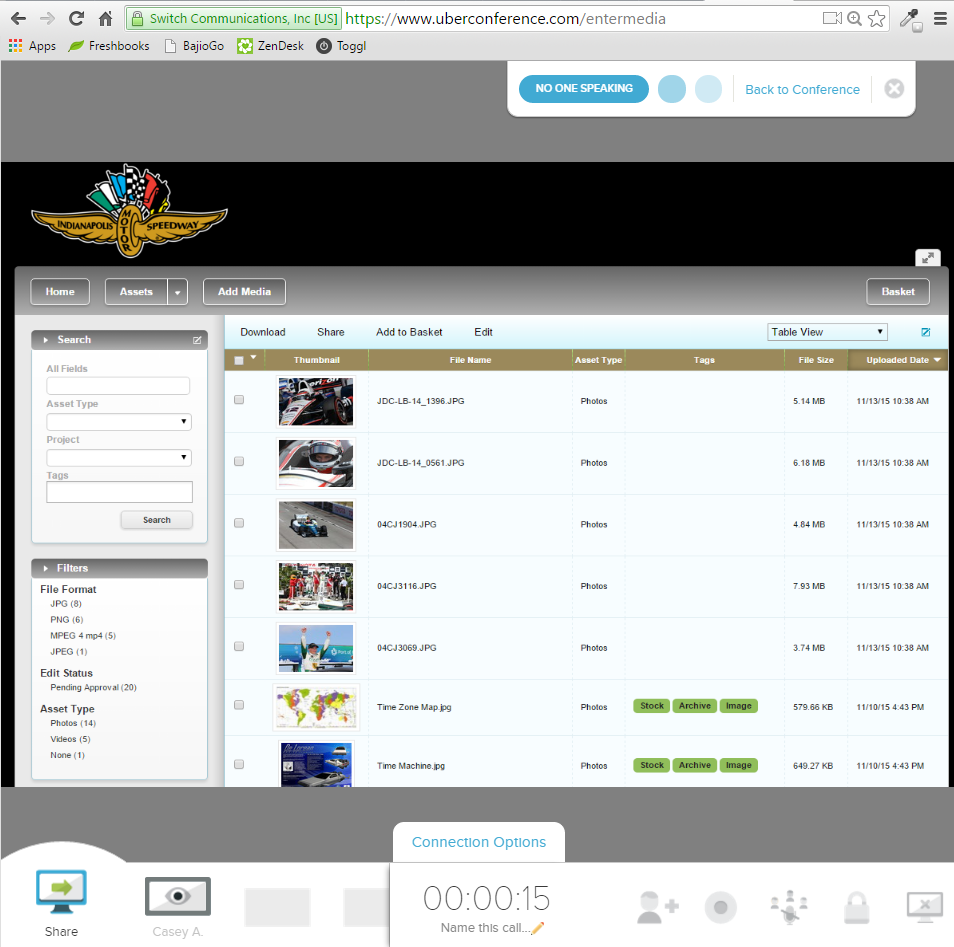 Switch Communications, Inc [US] https://www.uberconference.com/entermedia
Apps Freshbooks BajioGo ZenDesk Toggl
NO ONE SPEAKING Back to Conference
INDIANAPOLIS MOTOR SPEEDWAY
Home Assets Add Media Basket
Download Share Add to Basket Edit Table View
Search
All Fields
Asset Type
Project
Tags
Search
Filters
File Format
JPG (8)
PNG (6)
MPEG 4 mp4 (5)
JPEG (1)
Edit Status
Pending Approval (20)
Asset Type
Photos (14)
Videos (5)
None (1)
Thumbnail File Name Asset Type Tags File Size Uploaded Date
verizon
JDC-LB-14_1396.JPG Photos 5.14 MB 11/13/15 10:38 AM
JDC-LB-14_0561.JPG Photos 6.18 MB 11/13/15 10:38 AM
04CJ1904.JPG Photos 4.84 MB 11/13/15 10:38 AM
04CJ3116.JPG Photos 7.93 MB 11/13/15 10:38 AM
04CJ3069.JPG Photos 3.74 MB 11/13/15 10:38 AM
Time Zone Map.jpg Photos Stock Archive Image 579.66 KB 11/10/15 4:43 PM
Time Machine.jpg Photos Stock Archive Image 649.27 KB 11/10/15 4:43 PM
Connection Options
00:00:15
Name this call...
Share
Casey A.